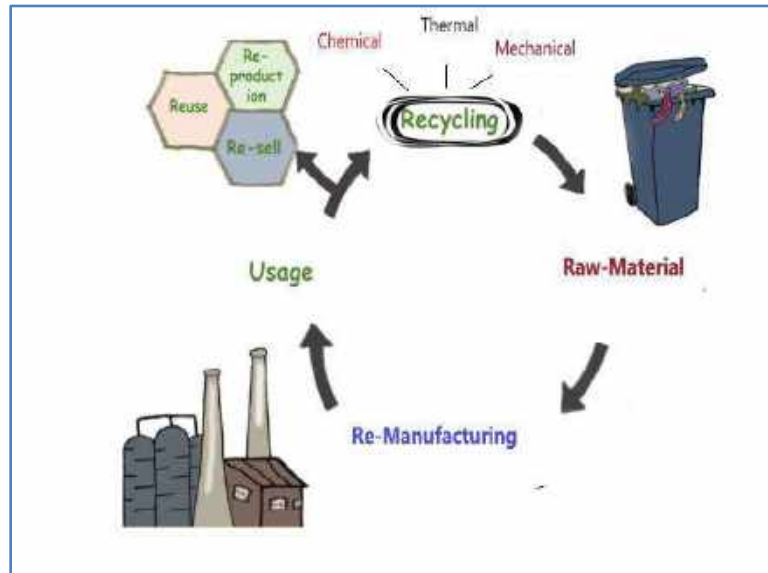 Thermal
Chemical
Mechanical
Re-
product
ion
Reuse
Re-sell
Recycling
Usage
Raw-Material
Re-Manufacturing